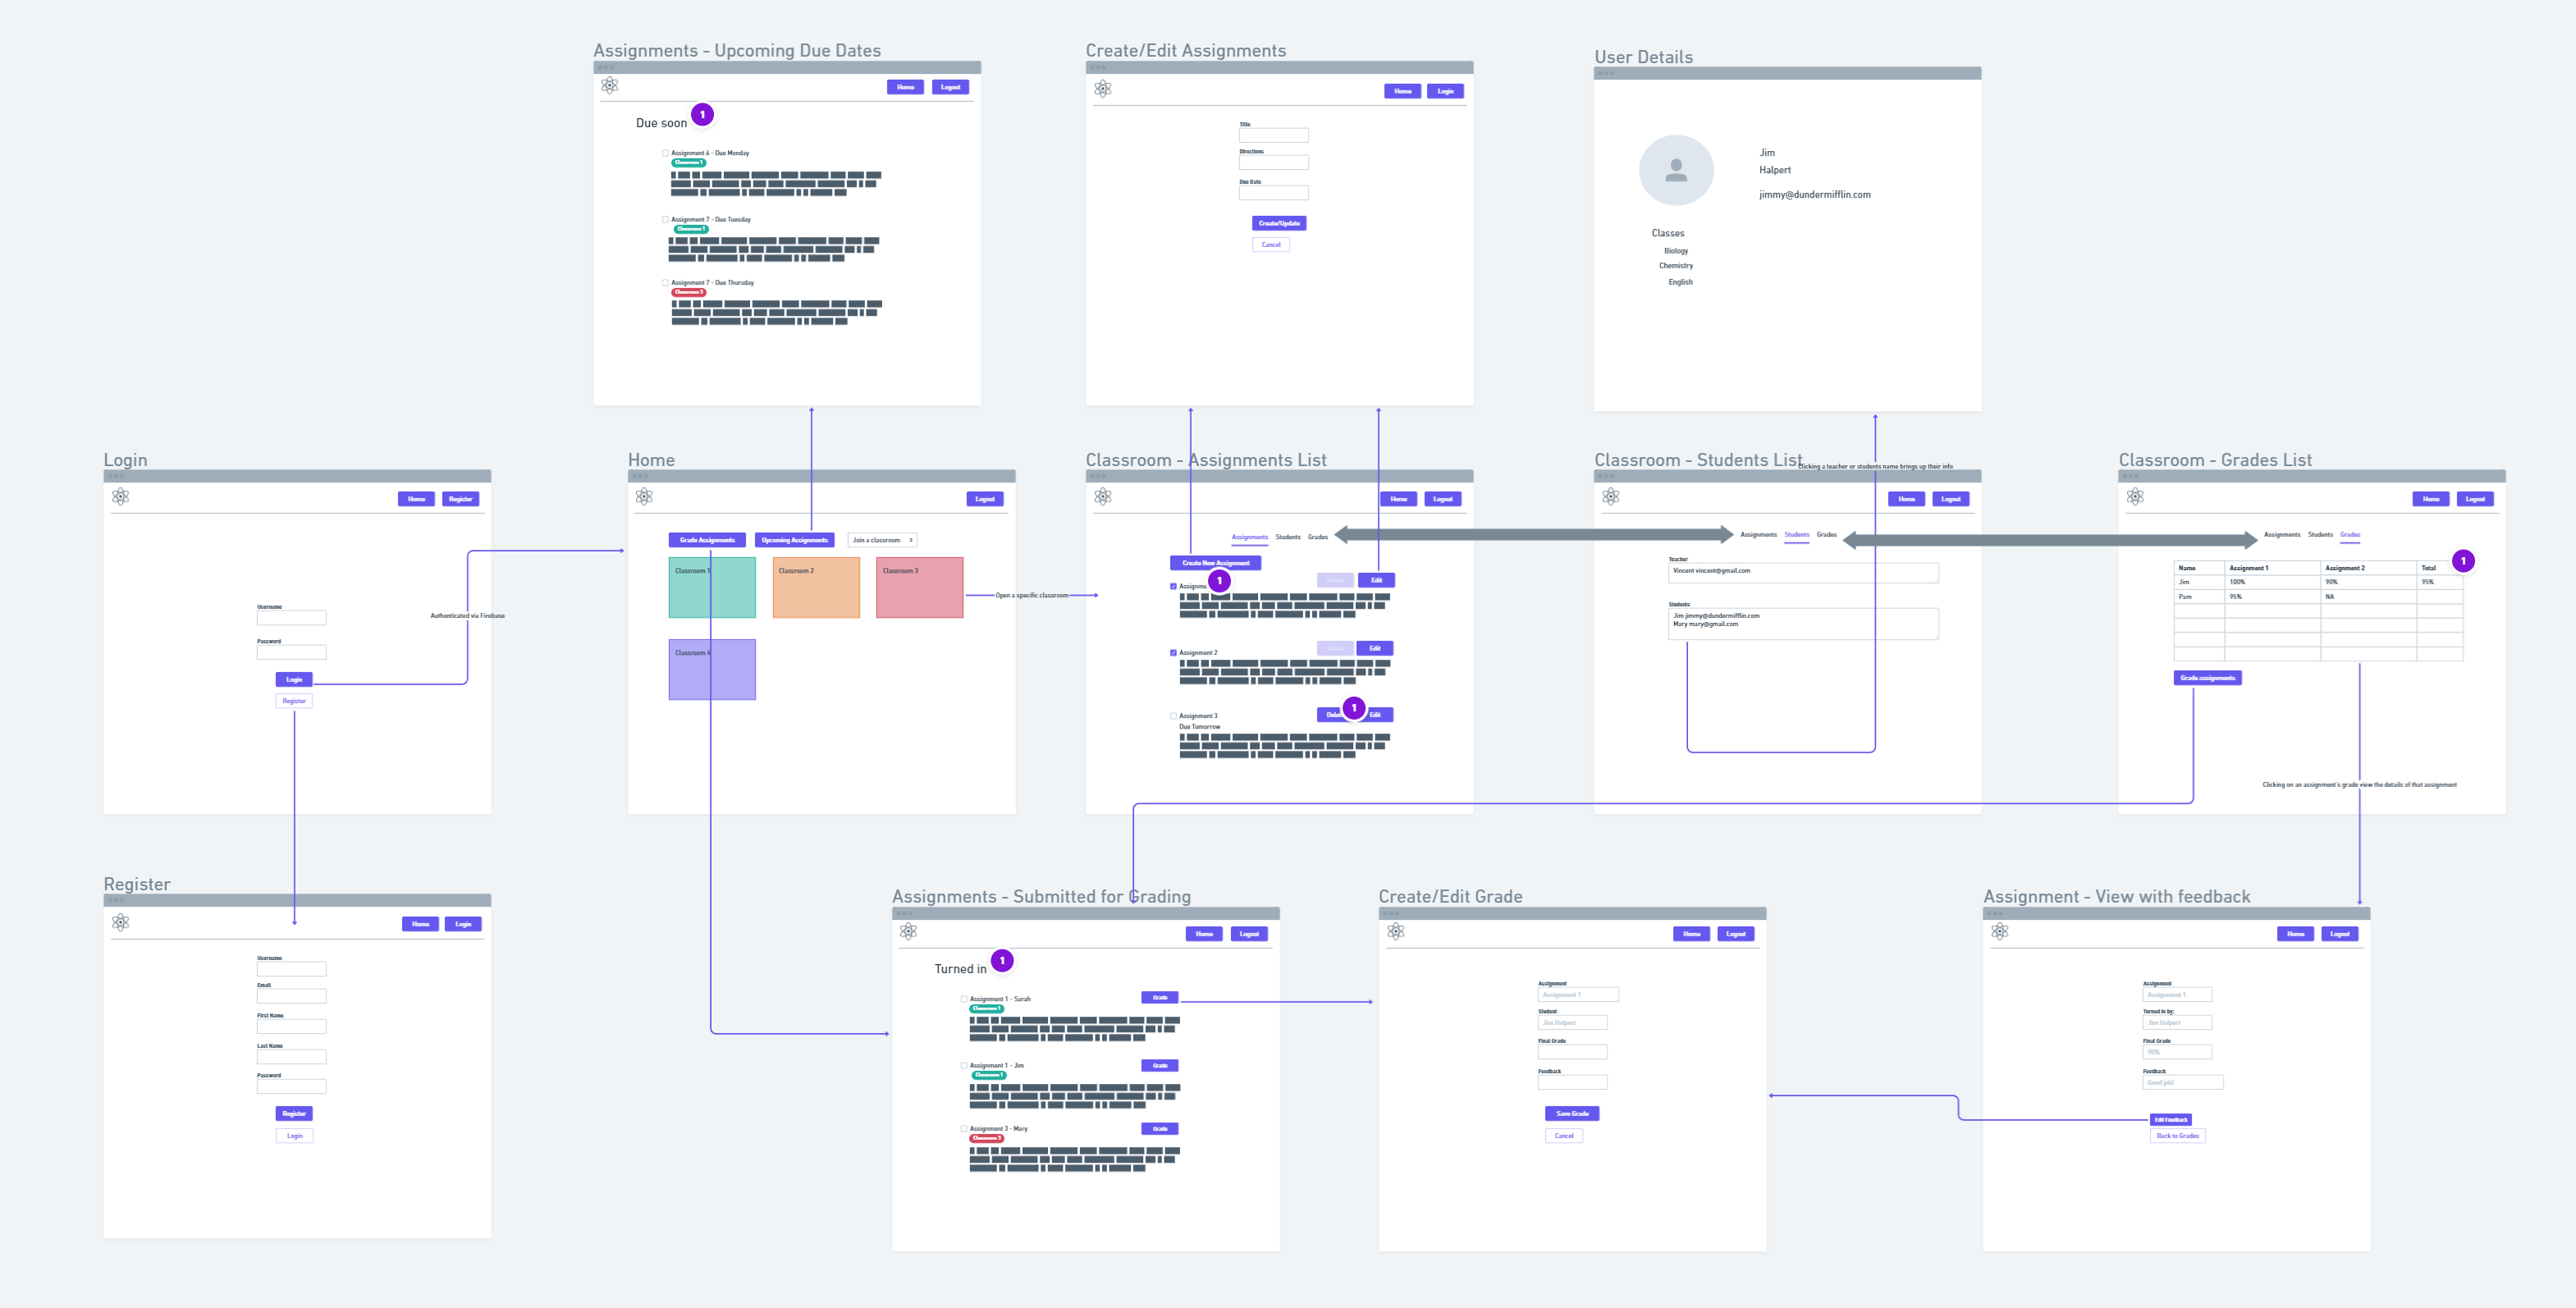 Assignments - Upcoming Due Dates
Home
Logout
Due soon
1
Assignment 6 - Due Monday
Classroom 1
Assignment 7 - Due Tuesday
Classroom 1
Assignment 7 - Due Thursday
Classroom 3
Create/Edit Assignments
Home
Login
Title
Directions
Due Date
Create/Update
Cancel
User Details
Jim
Halpert
jimmy@dundermifflin.com
Classes
Biology
Chemistry
English
Login
Home
Register
Username
Password
Login
Register
Authenticated via Firebase
Home
Logout
Grade Assignments
Upcoming Assignments
Join a classroom
Classroom 1
Classroom 2
Classroom 3
Classroom 4
Open a specific classroom
Classroom - Assignments List
Home
Logout
Assignments
Students
Grades
Create New Assignment
1
Delete
Edit
Assignment 2
Delete
Edit
Assignment 3
Due Tomorrow
1
Edit
Classroom - Students List
Clicking a teacher or students name brings up their info
Home
Logout
Assignments
Students
Grades
Teacher
Vincent vincent@gmail.com
Students
Jim jimmy@dundermifflin.com
Mary mary@gmail.com
Classroom - Grades List
Home
Logout
Assignments
Students
Grades
1
Name Assignment 1 Assignment 2 Total
Jim 100% 90% 95%
Pam 95% NA
Grade assignments
Clicking on an assignment's grade view the details of that assignment
Register
Home
Login
Username
Email
First Name
Last Name
Password
Register
Login
Assignments - Submitted for Grading
Home
Logout
Turned in
1
Assignment 1 - Sarah
Classroom 1
Grade
Assignment 1 - Jim
Classroom 1
Grade
Assignment 3 - Mary
Classroom 3
Grade
Create/Edit Grade
Home
Logout
Assignment
Assignment 1
Student
Jim Halpert
Final Grade
Feedback
Save Grade
Cancel
Assignment - View with feedback
Home
Logout
Assignment
Assignment 1
Turned in by:
Jim Halpert
Final Grade
90%
Feedback
Good job!
Edit Feedback
Back to Grades